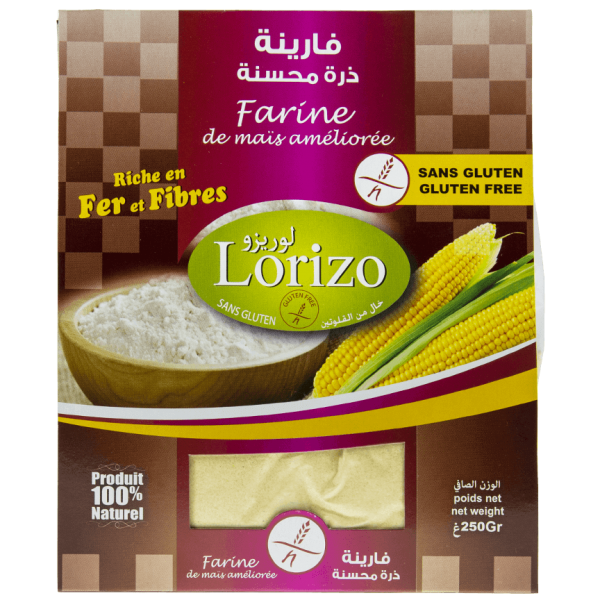 فارينة
ذرة محسنة
Farine
de maïs améliorée
Riche en
Fer et Fibres
SANS GLUTEN
GLUTEN FREE
لوريزو
Lorizo
SANS GLUTEN
GLUTEN FREE
خال من الغلوتين
Produit
100%
Naturel
الوزن الصافي
poids net
net weight
250Gr غ
Farine
de maïs améliorée
فارينة
ذرة محسنة